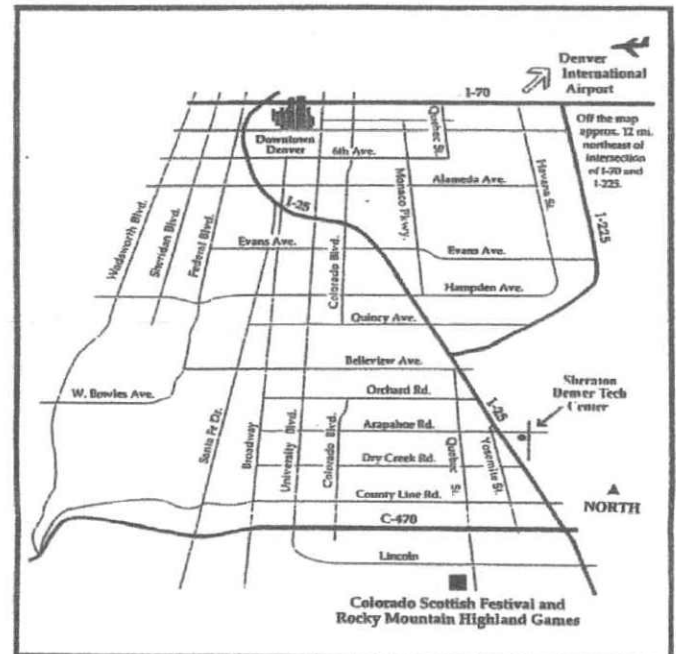 Denver
International
Airport
I-70
Off the map
approx. 12 mi.
northeast of
intersection
of I-70 and
I-225.
Downtown
Denver
Quebec St.
6th Ave.
Alameda Ave.
Havana St.
Monaco Pkwy.
I-25
I-225
Wadsworth Blvd.
Sheridan Blvd.
Federal Blvd.
Evans Ave.
Colorado Blvd.
Evans Ave.
Hampden Ave.
Quincy Ave.
Belleview Ave.
W. Bowles Ave.
Orchard Rd.
I-25
Sheraton
Denver Tech
Center
Santa Fe Dr.
Broadway
University Blvd.
Colorado Blvd.
Arapahoe Rd.
Quebec St.
Yosemite St.
Dry Creek Rd.
County Line Rd.
NORTH
C-470
Lincoln
Colorado Scottish Festival and
Rocky Mountain Highland Games